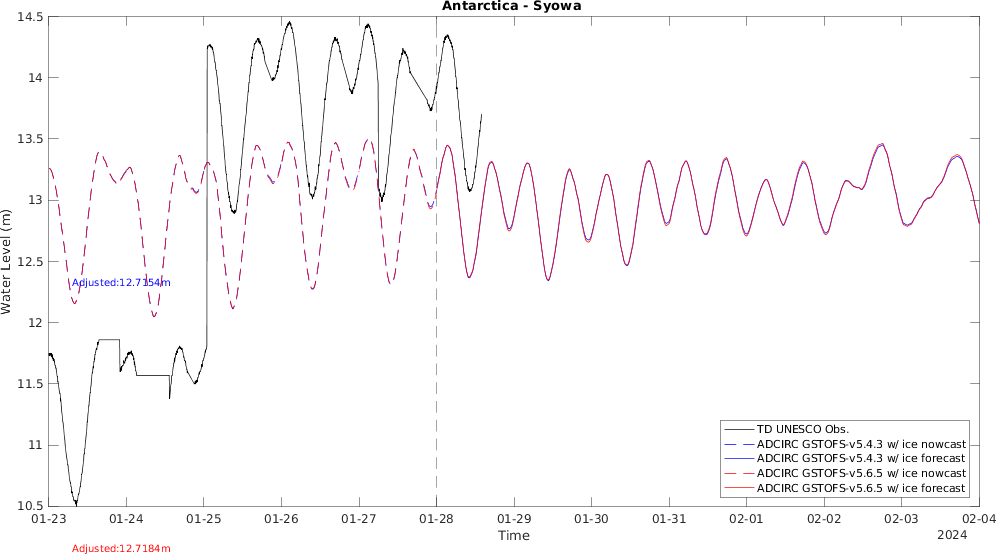 Antarctica - Syowa
14.5
14
13.5
13
12.5
12
11.5
11
10.5
Water Level (m)
Adjusted:12.7154m
TD UNESCO Obs.
ADCIRC GSTOFS-v5.4.3 w/ ice nowcast
ADCIRC GSTOFS-v5.4.3 w/ ice forecast
ADCIRC GSTOFS-v5.6.5 w/ ice nowcast
ADCIRC GSTOFS-v5.6.5 w/ ice forecast
01-23 01-24 01-25 01-26 01-27 01-28 01-29 01-30 01-31 02-01 02-02 02-03 02-04
Time
2024
Adjusted:12.7184m